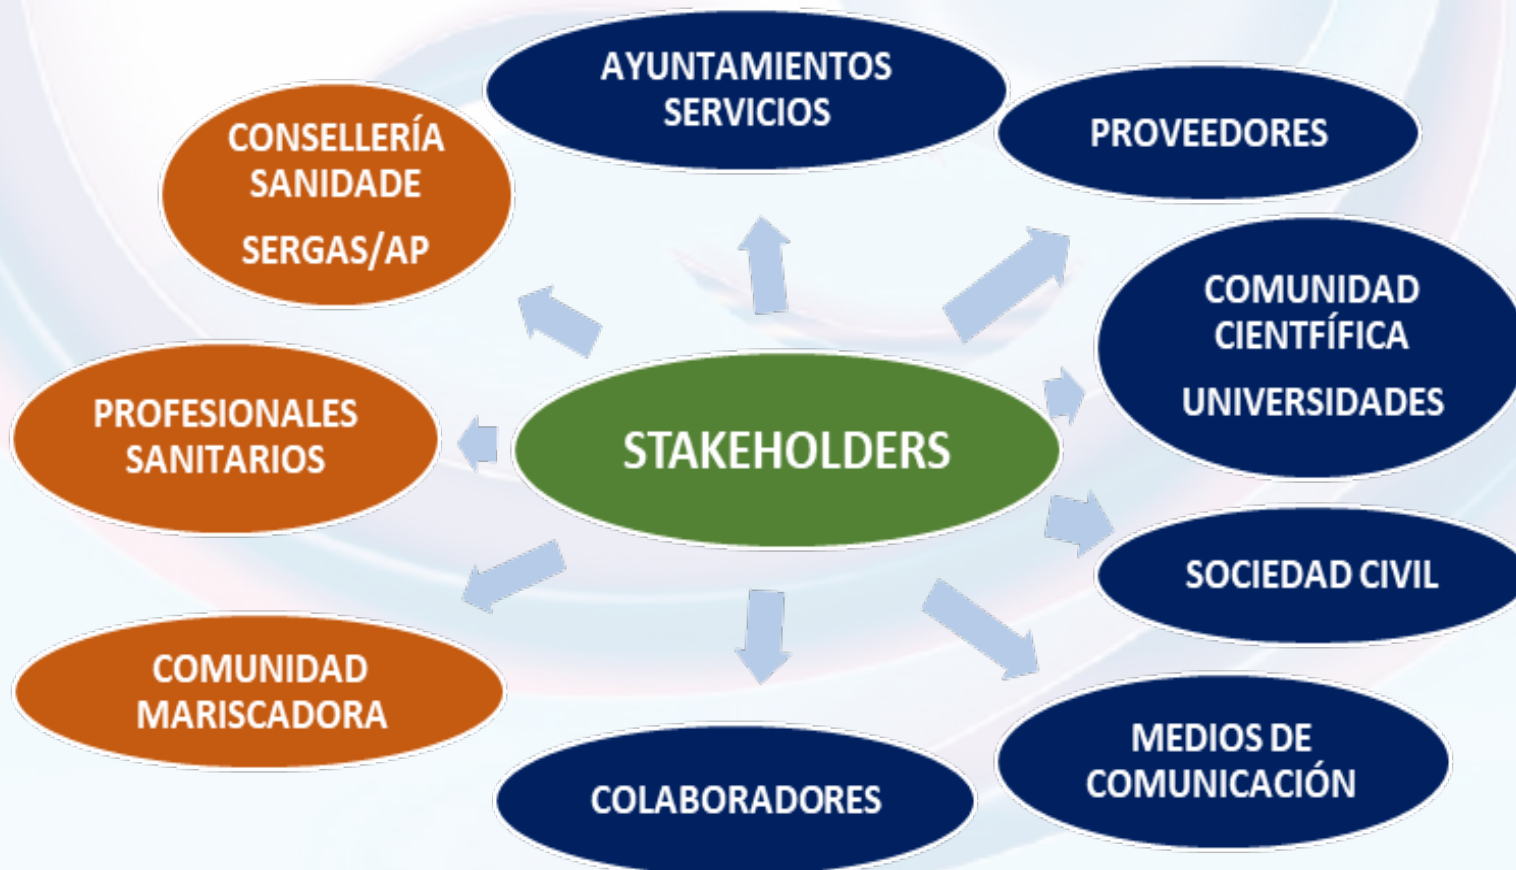 AYUNTAMIENTOS
SERVICIOS
PROVEEDORES
CONSELLERÍA
SANIDADE
SERGAS/AP
COMUNIDAD
CIENTFÍFICA
UNIVERSIDADES
PROFESIONALES
SANITARIOS
STAKEHOLDERS
SOCIEDAD CIVIL
COMUNIDAD
MARISCADORA
MEDIOS DE
COMUNICACIÓN
COLABORADORES